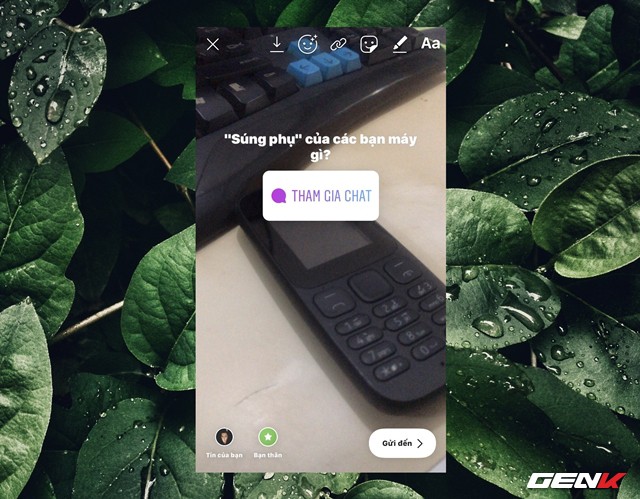 Aa
"Súng phụ" của các bạn máy
gì?
THAM GIA CHAT
Tin của bạn
Bạn thân
Gửi đến
GENK